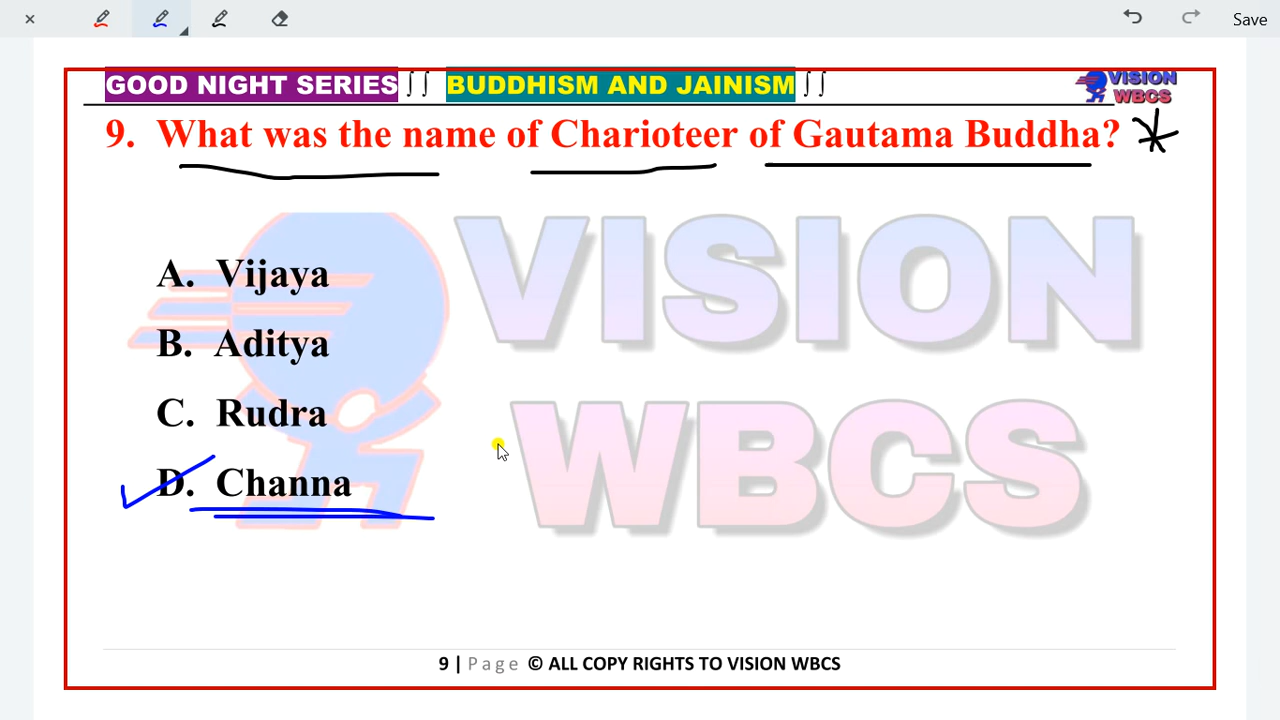 Save
GOOD NIGHT SERIES∫∫ BUDDHISM AND JAINISM∫∫
VISION
WBCS
9. What was the name of Charioteer of Gautama Buddha?
VISION
WBCS
A. Vijaya
B. Aditya
C. Rudra
D. Channa
9 | Page © ALL COPY RIGHTS TO VISION WBCS